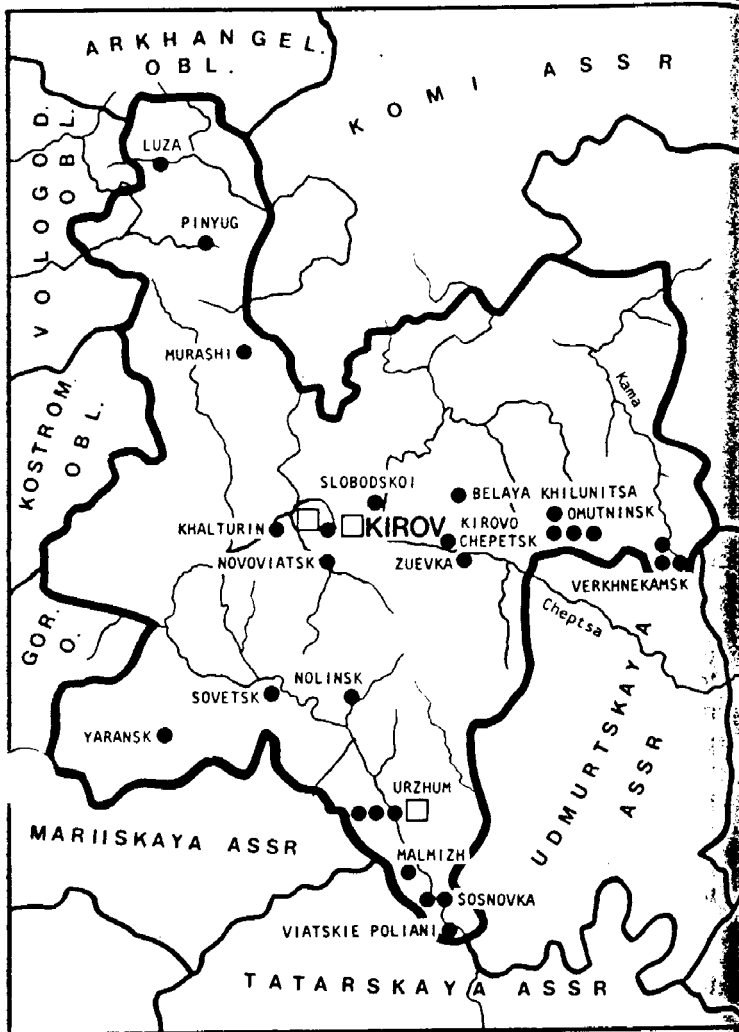 ARKHANGEL.
OBL.
KOMI ASSR
VOLOGOD.
OBL.
LUZA
PINYUG
MURASHI
KOSTROM.
OBL.
Kama
SLOBODSKOI
BELAYA KHILUNITSA
OMUTNINSK
KHALTURIN
KIROV
KIROVO
CHEPETSK
NOVOVIATSK
ZUEVKA
VERKHNEKAMSK
Cheptsa
GOR.
O.
NOLINSK
SOVETSK
YARANSK
UDMURTSKAYA
ASSR
URZHUM
MARIISKAYA ASSR
MALMIZH
SOSNOVKA
VIATSKIE POLIANI
TATARSKAYA ASSR